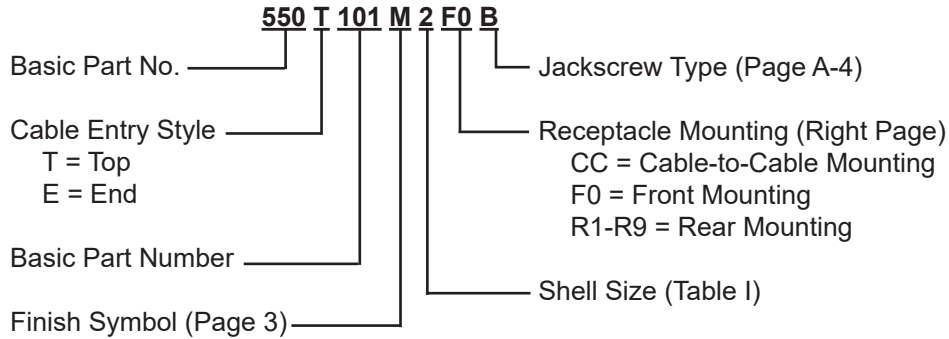 550 T 101 M 2 F0 B
Basic Part No.
Cable Entry Style
T = Top
E = End
Basic Part Number
Finish Symbol (Page 3)
Jackscrew Type (Page A-4)
Receptacle Mounting (Right Page)
CC = Cable-to-Cable Mounting
F0 = Front Mounting
R1-R9 = Rear Mounting
Shell Size (Table I)